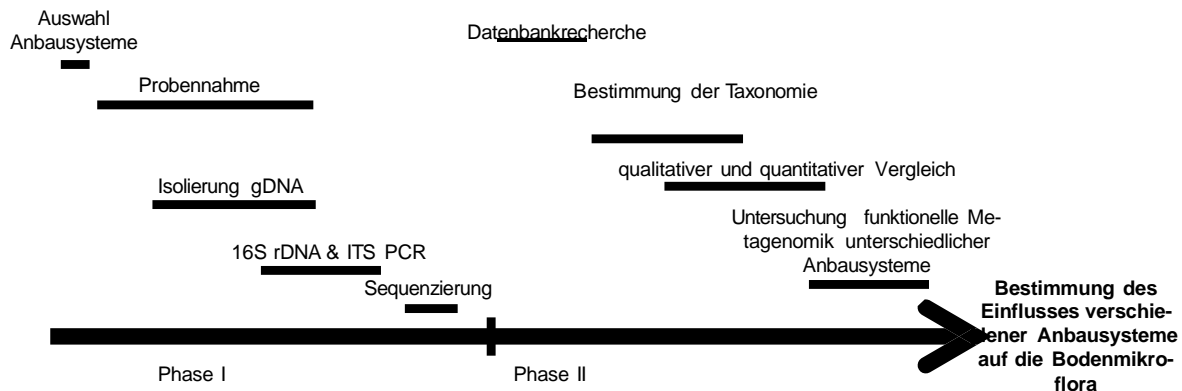 Auswahl
Anbausysteme
Probennahme
Isolierung gDNA
16S rDNA & ITS PCR
Sequenzierung
Datenbankrecherche
Bestimmung der Taxonomie
qualitativer und quantitativer Vergleich
Untersuchung funktionelle Me-
tagenomik unterschiedlicher
Anbausysteme
Bestimmung des
Einflusses verschie-
dener Anbausysteme
auf die Bodenmikro-
flora
Phase I
Phase II